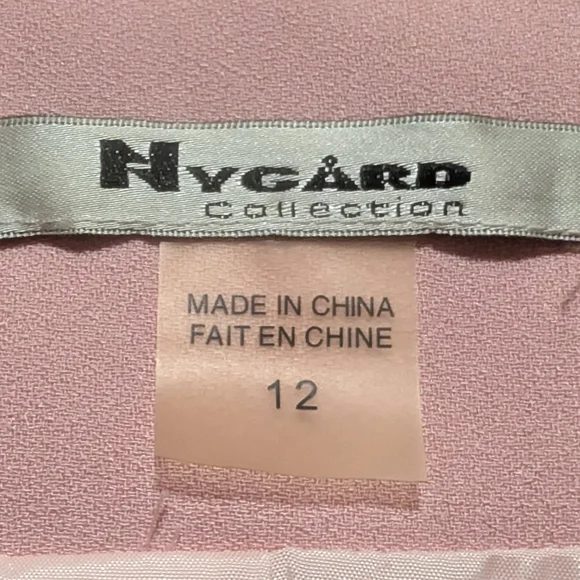 NYGÅRD
Collection
MADE IN CHINA
FAIT EN CHINE
12